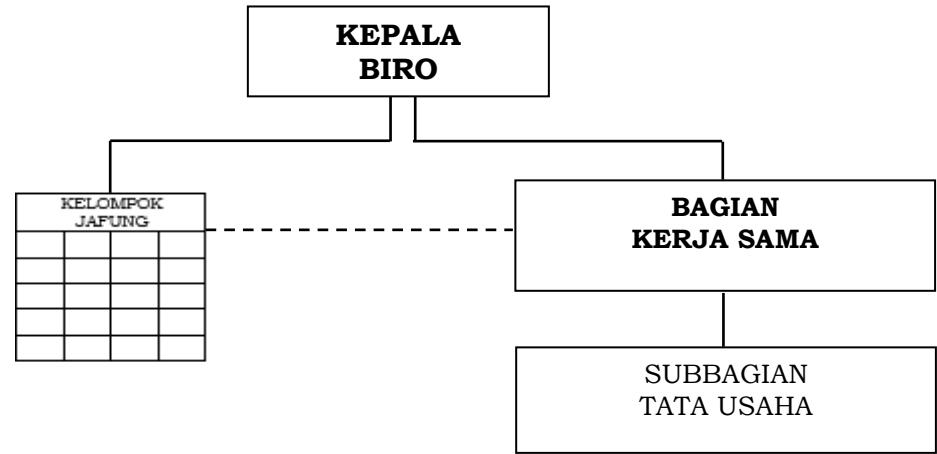 KEPALA
BIRO
KELOMPOK
JAFUNG
BAGIAN
KERJA SAMA
SUBBAGIAN
TATA USAHA